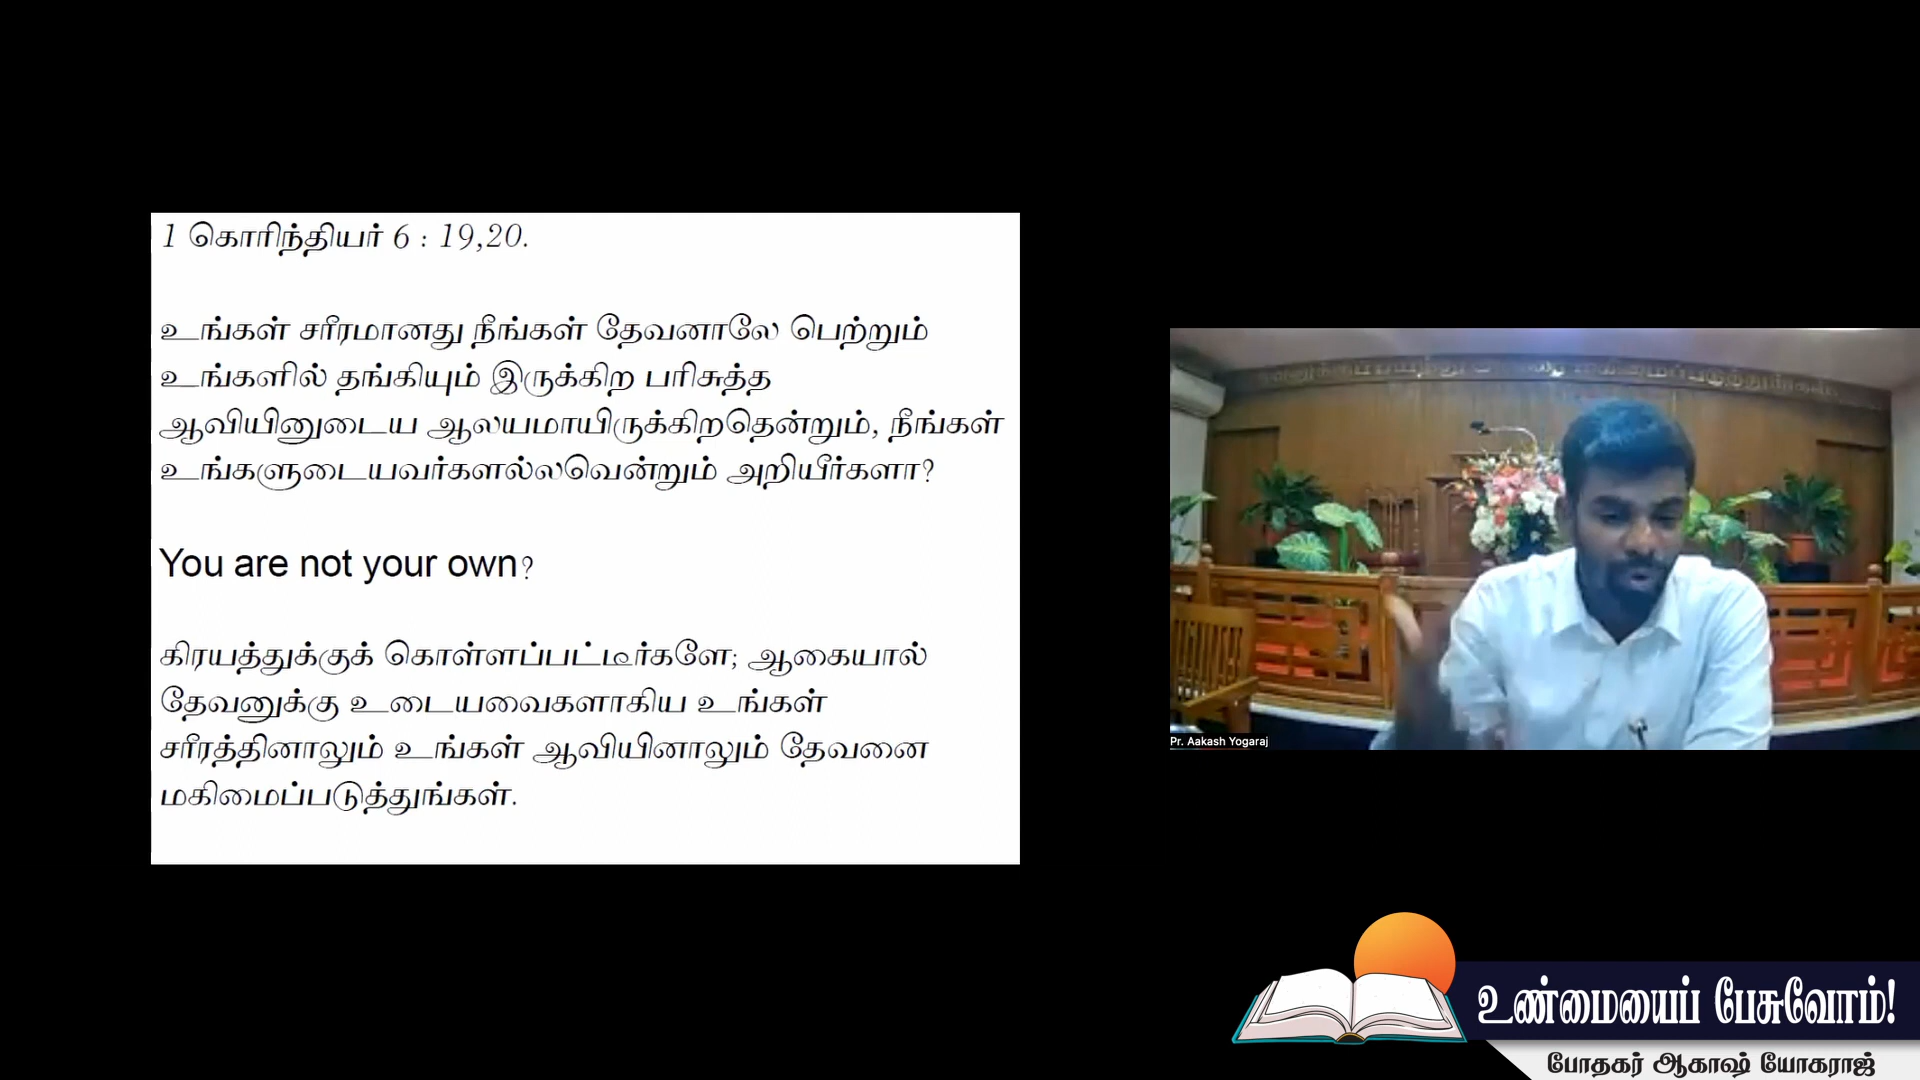 1 கொரிந்தியர் 6 : 19,20.
உங்கள் சரீரமானது நீங்கள் தேவனாலே பெற்றும்
உங்களில் தங்கியும் இருக்கிற பரிசுத்த
ஆவியினுடைய ஆலயமாயிருக்கிறதென்றும், நீங்கள்
உங்களுடையவர்களல்லவென்றும் அறியீர்களா?
You are not your own?
கிரயத்துக்குக் கொள்ளப்பட்டீர்களே; ஆகையால்
தேவனுக்கு உடையவைகளாகிய உங்கள்
சரீரத்தினாலும் உங்கள் ஆவியினாலும் தேவனை
மகிமைப்படுத்துங்கள்.
Pr. Aakash Yogaraj
உண்மையைப் பேசுவோம்!
போதகர் ஆகாஷ் யோகராஜ்